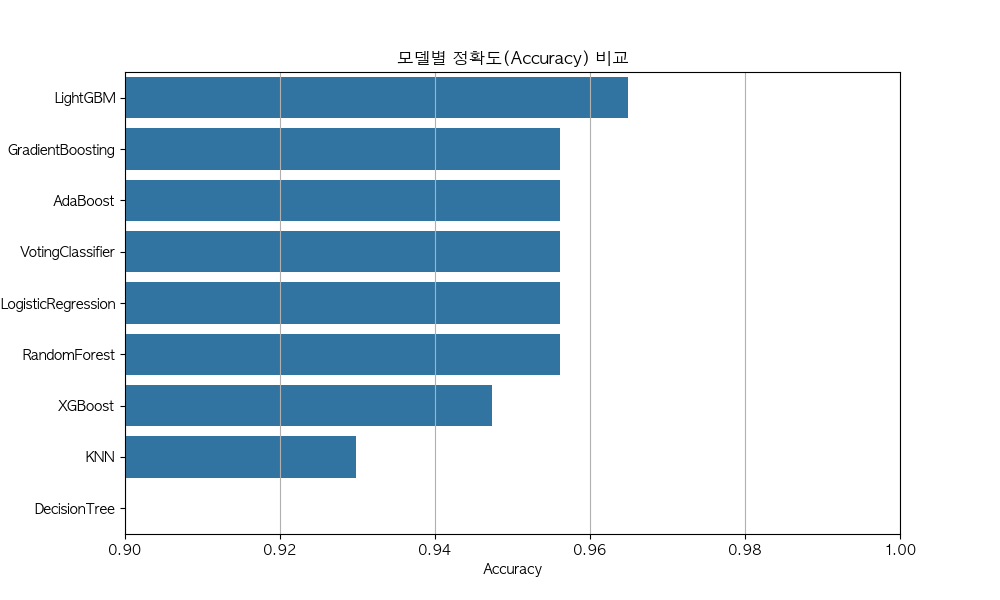 모델별 정확도(Accuracy) 비교
LightGBM
GradientBoosting
AdaBoost
VotingClassifier
LogisticRegression
RandomForest
XGBoost
KNN
DecisionTree
0.90 0.92 0.94 0.96 0.98 1.00
Accuracy